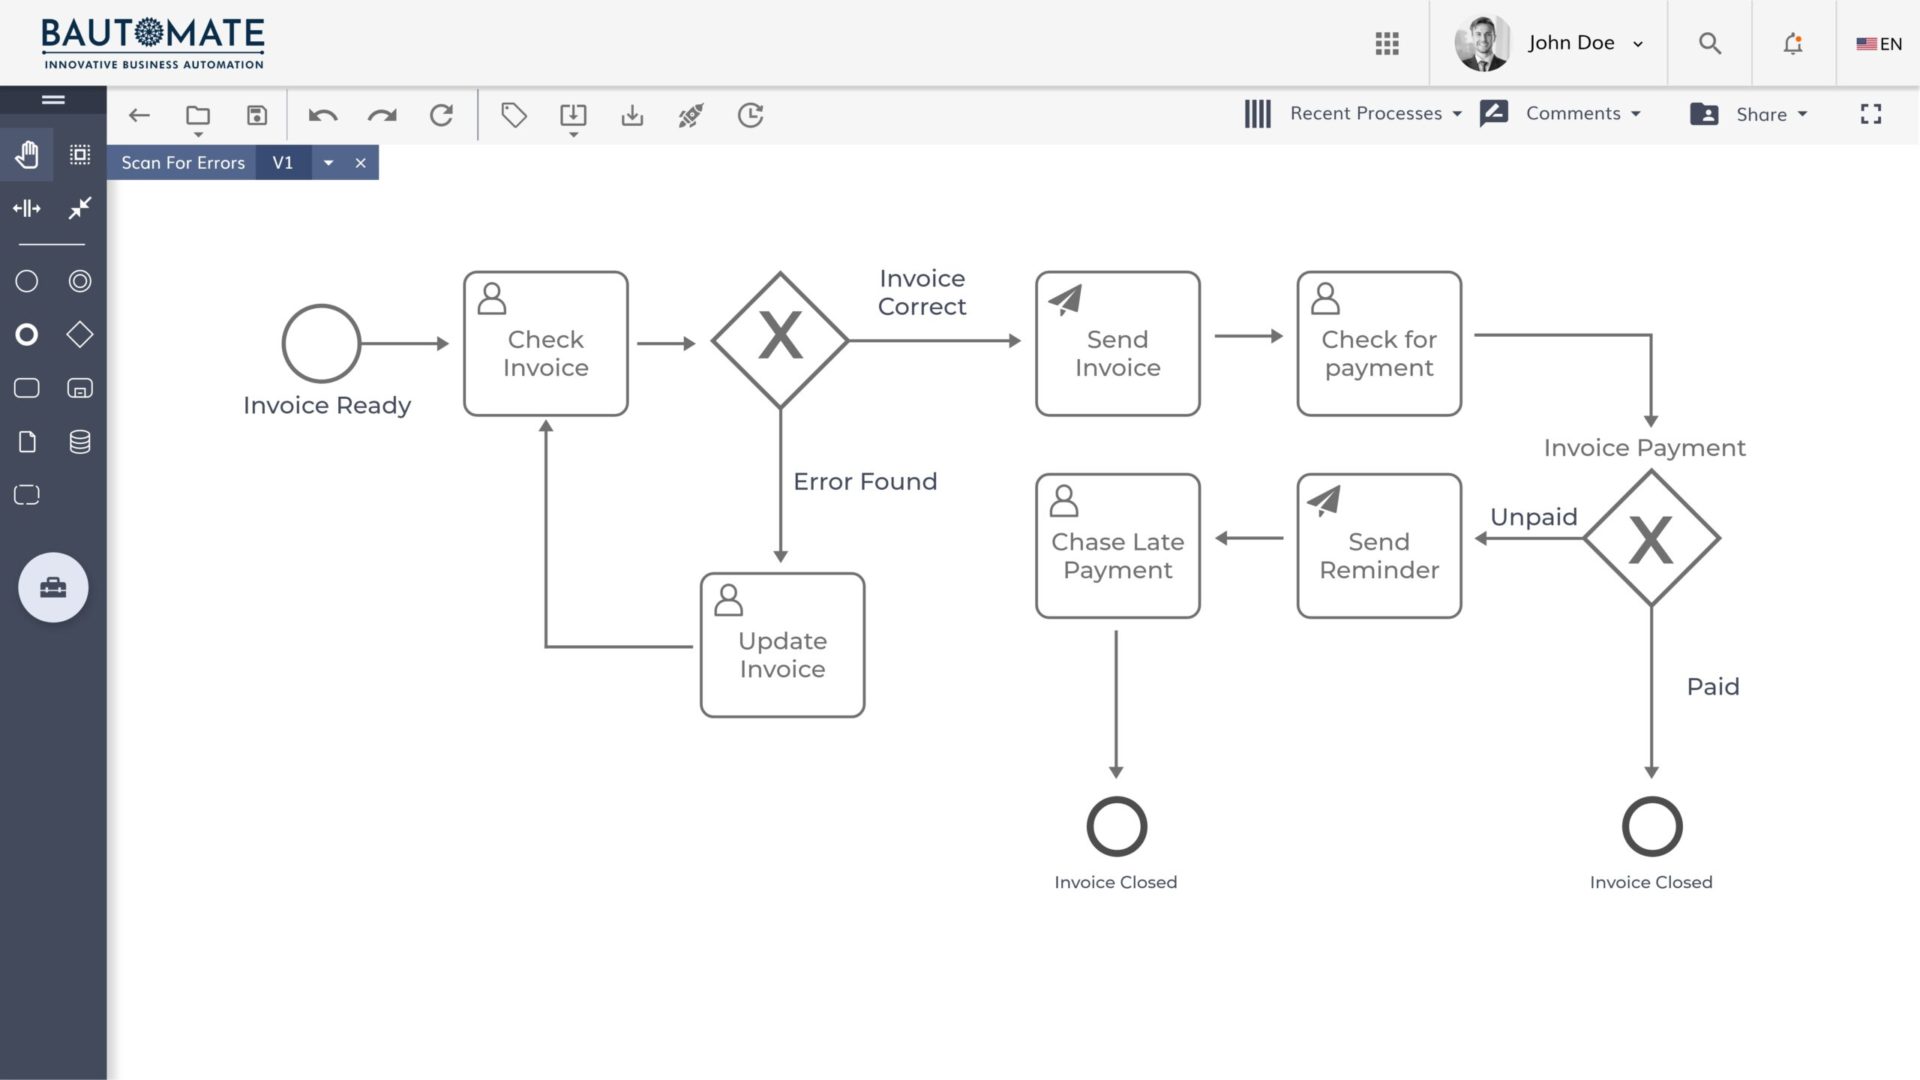 BAUTOMATE
INNOVATIVE BUSINESS AUTOMATION
John Doe
EN
Recent Processes
Comments
Share
Scan For Errors
V1
Invoice
Correct
Check
Invoice
X
Send
Invoice
Check for
payment
Invoice Ready
Invoice Payment
Error Found
Unpaid
Chase Late
Payment
Send
Reminder
X
Update
Invoice
Paid
Invoice Closed
Invoice Closed